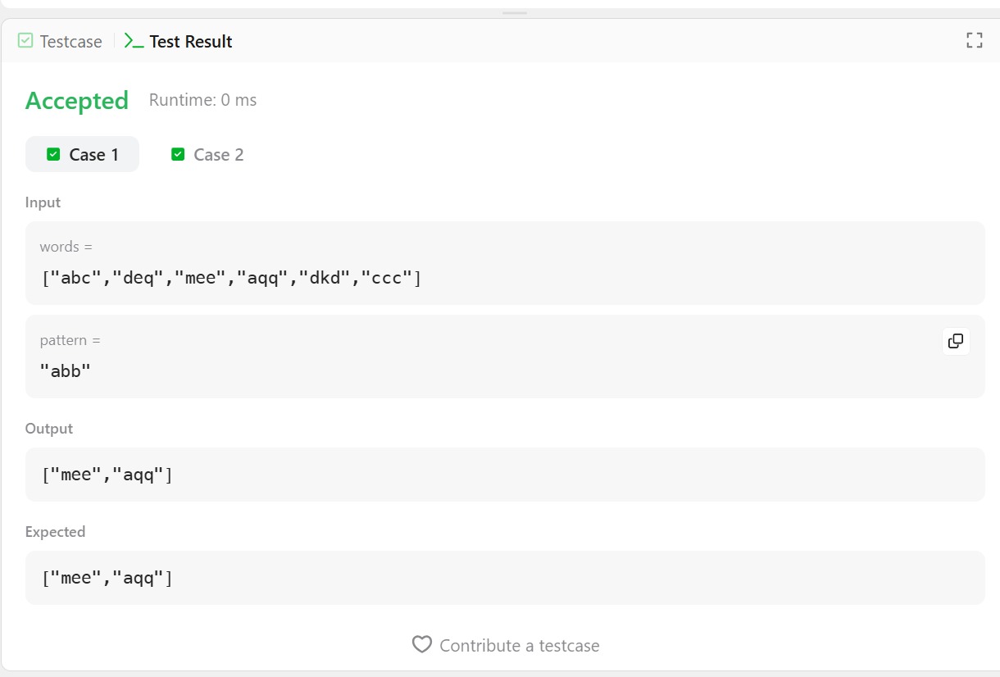 Testcase
Test Result
Accepted
Runtime: 0 ms
Case 1
Case 2
Input
words =
["abc","deq","mee","aqq","dkd","ccc"]
pattern =
"abb"
Output
["mee","aqq"]
Expected
["mee","aqq"]
Contribute a testcase